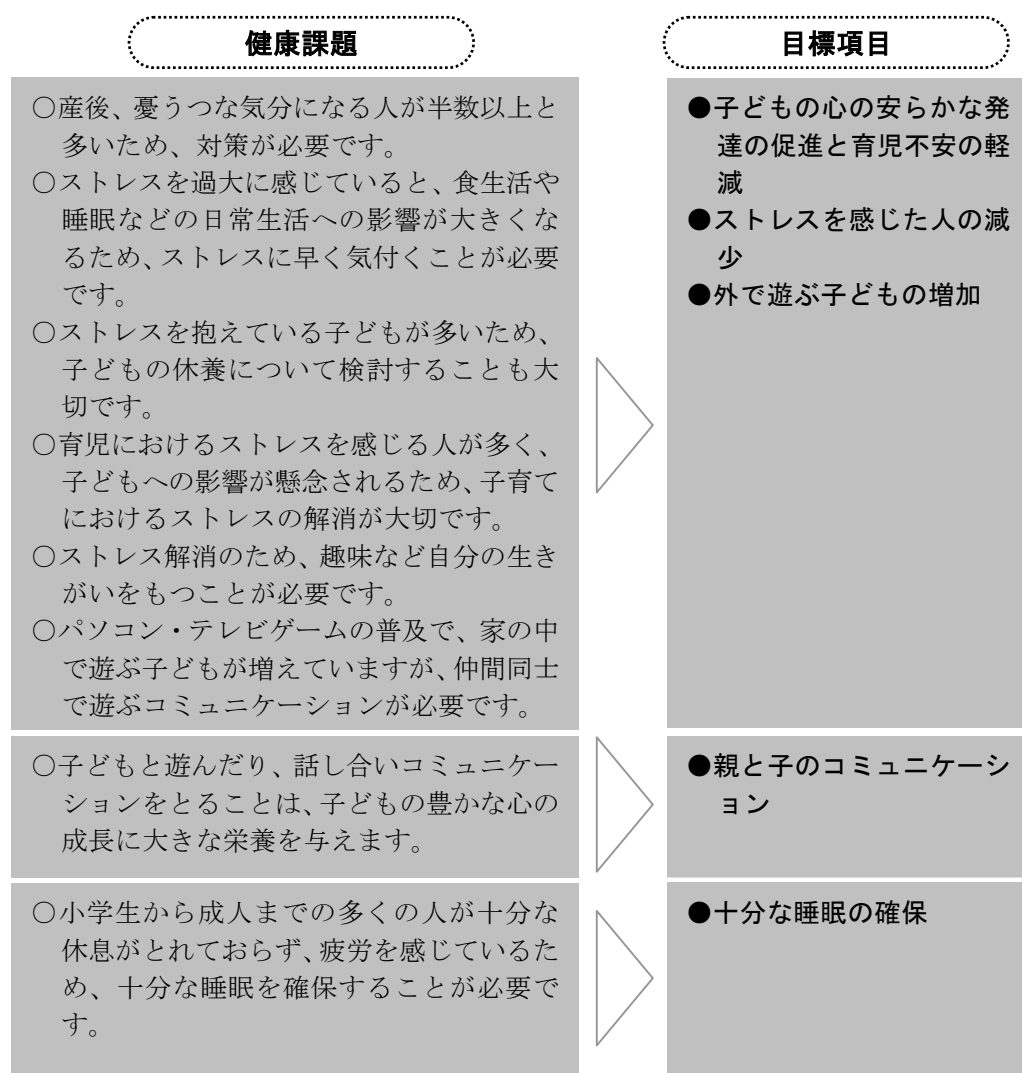 健康課題
目標項目
○産後、憂うつな気分になる人が半数以上と
多いため、対策が必要です。
○ストレスを過大に感じていると、食生活や
睡眠などの日常生活への影響が大きくな
るため、ストレスに早く気付くことが必要
です。
○ストレスを抱えている子どもが多いため、
子どもの休養について検討することも大
切です。
○育児におけるストレスを感じる人が多く、
子どもへの影響が懸念されるため、子育て
におけるストレスの解消が大切です。
○ストレス解消のため、趣味など自分の生き
がいをもつことが必要です。
○パソコン・テレビゲームの普及で、家の中
で遊ぶ子どもが増えていますが、仲間同士
で遊ぶコミュニケーションが必要です。
●子どもの心の安らかな発
達の促進と育児不安の軽
減
●ストレスを感じた人の減
少
●外で遊ぶ子どもの増加
○子どもと遊んだり、話し合いコミュニケー
ションをとることは、子どもの豊かな心の
成長に大きな栄養を与えます。
●親と子のコミュニケーシ
ョン
○小学生から成人までの多くの人が十分な
休息がとれておらず、疲労を感じているた
め、十分な睡眠を確保することが必要で
す。
●十分な睡眠の確保